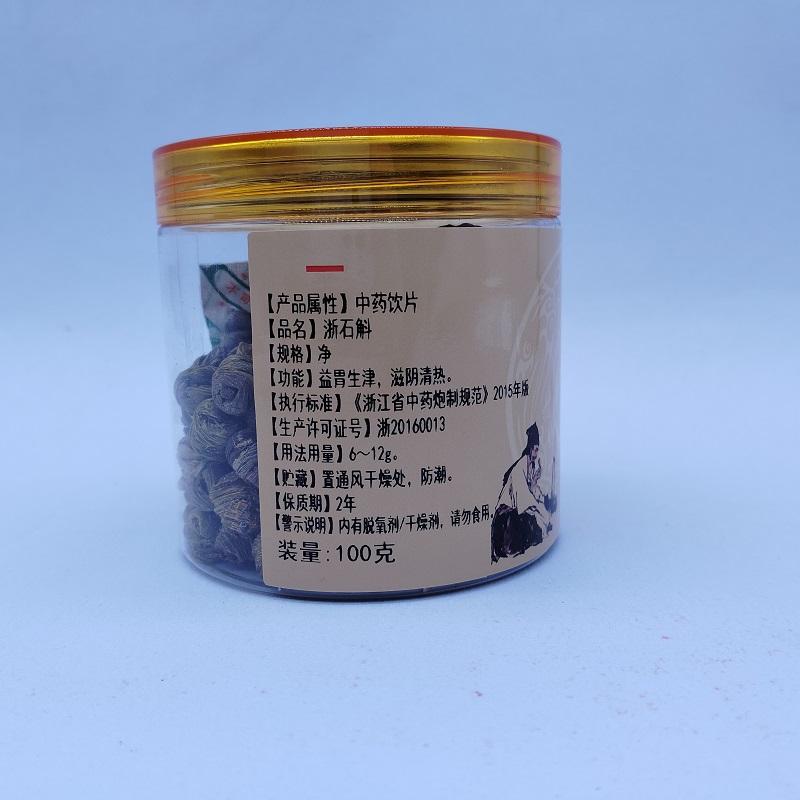 【产品属性】中药饮片
【品名】浙石斛
【规格】净
【功能】益胃生津，滋阴清热。
【执行标准】《浙江省中药炮制规范》2015年版
【生产许可证号】浙20160013
【用法用量】6～12g。
【贮藏】置通风干燥处，防潮。
【保质期】2年
【警示说明】内有脱氧剂/干燥剂，请勿食用。
装量:100克